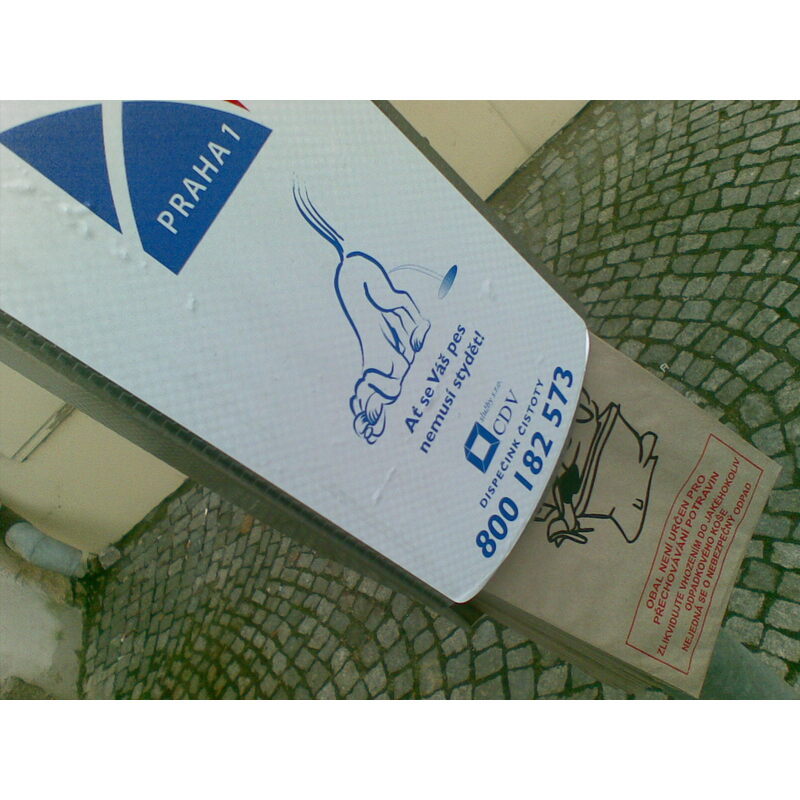 PRAHA 1
Ať se Váš pes
nemusí stydět!
služby s.r.o.
CDV
DISPEČINK ČISTOTY
800 182 573
OBAL NENÍ URČEN PRO
PŘECHOVÁVÁNÍ POTRAVIN
ZLIKVIDUJTE VHOZENÍM DO JAKÉHOKOLIV
ODPADKOVÉHO KOŠE
NEJEDNÁ SE O NEBEZPEČNÝ ODPAD